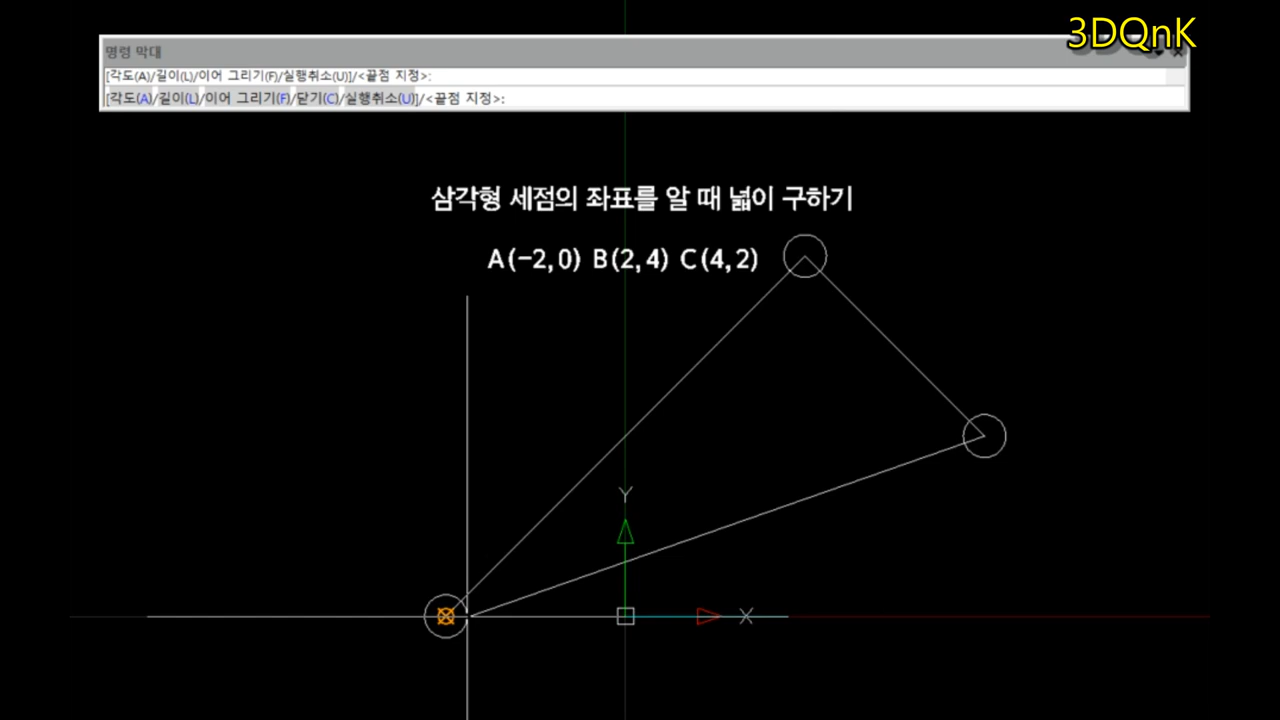 3DQnK
명령 막대
[각도(A)/길이(L)/이어 그리기(F)/실행취소(U)]/<끝점 지정>:
[각도(A)/길이(L)/이어 그리기(F)/닫기(C)/실행취소(U)]/<끝점 지정>:
삼각형 세점의 좌표를 알 때 넓이 구하기
A(-2,0) B(2,4) C(4,2)
Y
X